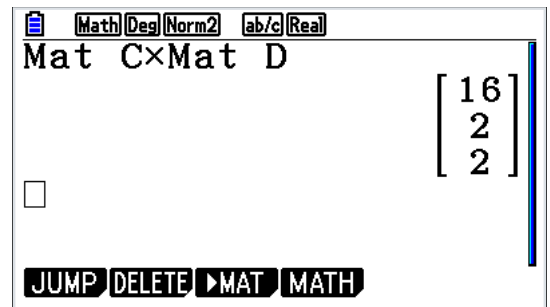 Math Deg Norm2 ab/c Real
Mat C×Mat D
16
2
2
JUMP DELETE ▶MAT MATH